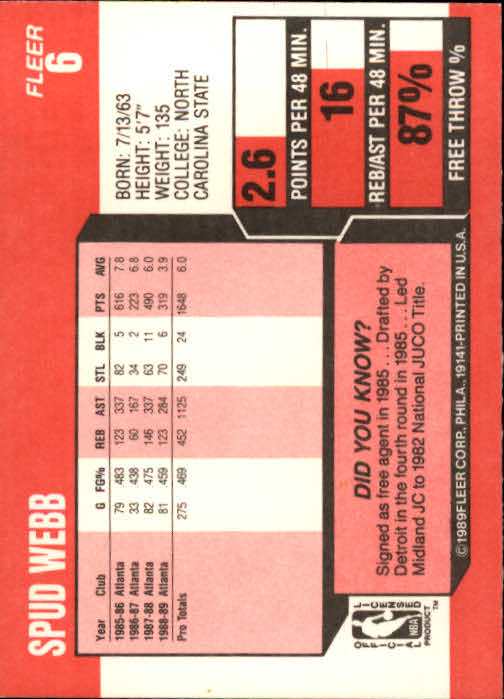 SPUD WEBB
FLEER
6
BORN: 7/13/63
HEIGHT: 5'7"
WEIGHT: 135
COLLEGE: NORTH
CAROLINA STATE
Year Club G FG% REB AST STL BLK PTS AVG
1985-86 Atlanta 79 483 123 337 82 5 616 7.8
1986-87 Atlanta 33 438 60 167 34 2 223 6.8
1987-88 Atlanta 82 475 146 337 63 11 490 6.0
1988-89 Atlanta 81 459 123 284 70 6 319 3.9
Pro Totals 275 469 452 1125 249 24 1648 6.0
2.6
POINTS PER 48 MIN.
16
REB/AST PER 48 MIN.
87%
FREE THROW %
DID YOU KNOW?
Signed as free agent in 1985 . . . Drafted by
Detroit in the fourth round in 1985 . . . Led
Midland JC to 1982 National JUCO Title.
OFFICIAL
LICENSED
NBA
PRODUCT™
©1989 FLEER CORP., PHILA., 19141-PRINTED IN U.S.A.